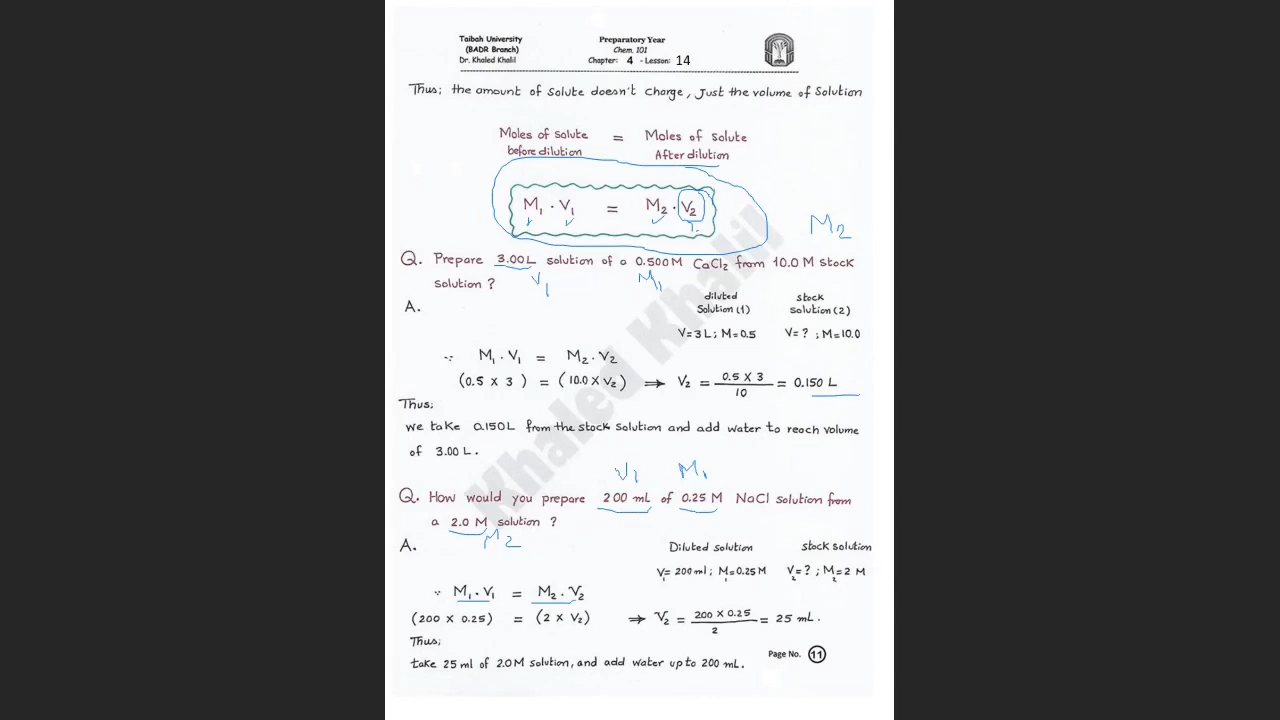 Taibah University
(BADR Branch)
Dr. Khaled Khalil
Preparatory Year
Chem. 101
Chapter: 4 - Lesson: 14
Thus; the amount of solute doesn't charge, just the volume of solution
Moles of solute before dilution = Moles of solute After dilution
M₁ . V₁ = M₂ . V₂
M₂
Q. Prepare 3.00L solution of a 0.500M CaCl₂ from 10.0 M stock
solution ?
V₁ M₁
A.
diluted Solution (1)
stock solution (2)
V=3L; M=0.5 V=? ; M=10.0
∵ M₁ . V₁ = M₂ . V₂
(0.5 x 3 ) = (10.0 x V₂) ⟹ V₂ = 0.5 x 3 / 10 = 0.150 L
Thus;
we take 0.150L from the stock solution and add water to reach volume
of 3.00 L.
V₁ M₁
Q. How would you prepare 200 mL of 0.25 M NaCl solution from
a 2.0 M solution ?
M₂
A.
Diluted solution stock solution
V₁= 200 ml; M₁=0.25 M V₂=? ; M₂=2 M
∵ M₁ . V₁ = M₂ . V₂
(200 x 0.25) = (2 x V₂) ⟹ V₂ = 200 x 0.25 / 2 = 25 mL.
Thus;
take 25 ml of 2.0M solution, and add water up to 200 mL.
Page No. 11
Khaled Khalil